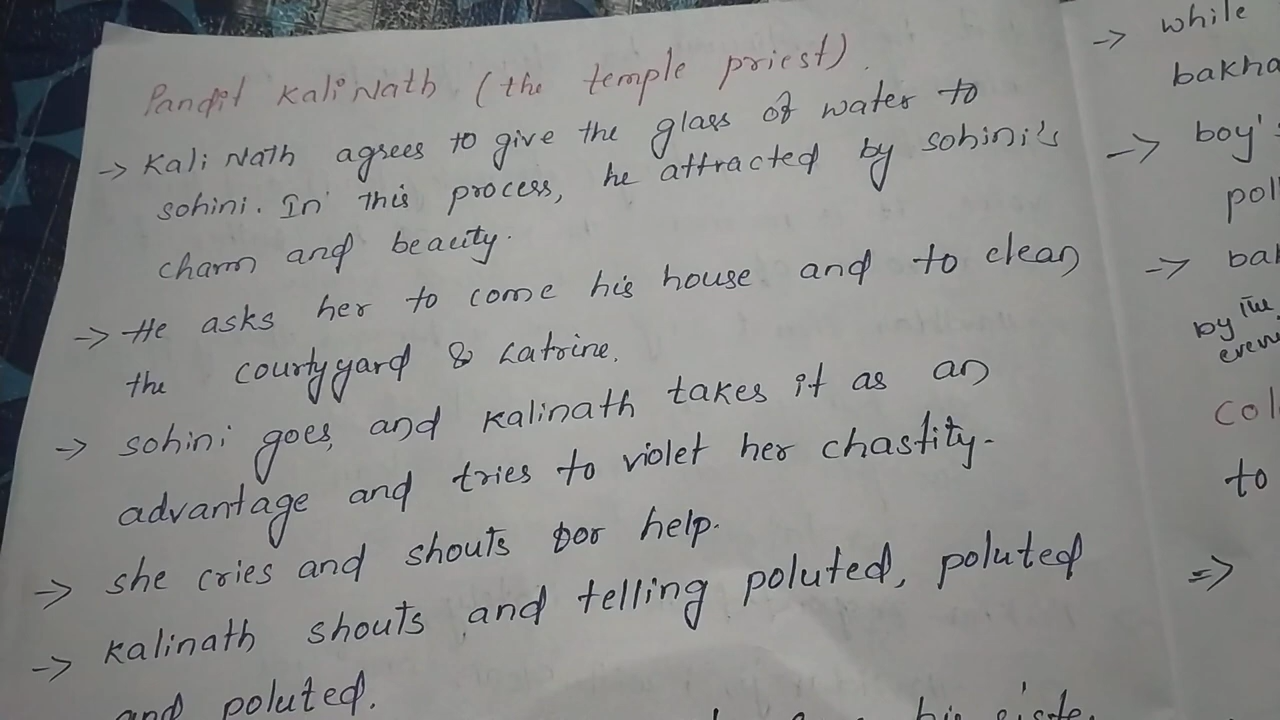 Pandit KaliNath (the temple priest).
-> Kali Nath agrees to give the glass of water to
sohini. In this process, he attracted by sohini's
charm and beauty.
-> He asks her to come his house and to clean
the courtyyard & Latrine.
-> sohini goes, and kalinath takes it as an
advantage and tries to violet her chastity.
-> she cries and shouts for help.
-> kalinath shouts and telling poluted, poluted
and poluted.
-> while
bakha
-> boy's
pol
-> bak
by the
even
col
to
=>